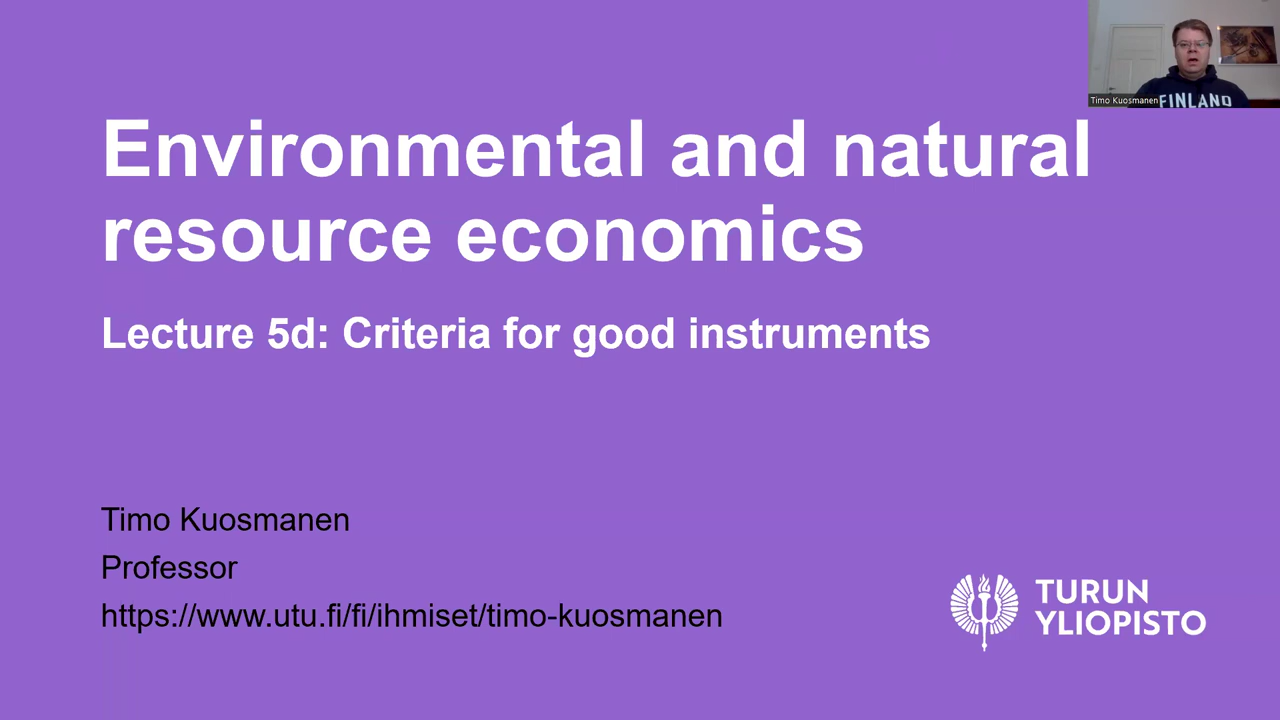 Timo Kuosmanen
FINLAND
Environmental and natural
resource economics
Lecture 5d: Criteria for good instruments
Timo Kuosmanen
Professor
https://www.utu.fi/fi/ihmiset/timo-kuosmanen
TURUN
YLIOPISTO